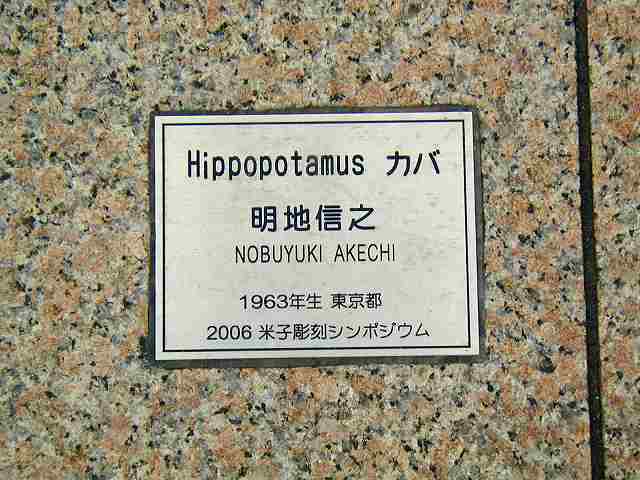 Hippopotamus カバ
明地信之
NOBUYUKI AKECHI
1963年生 東京都
2006 米子彫刻シンポジウム